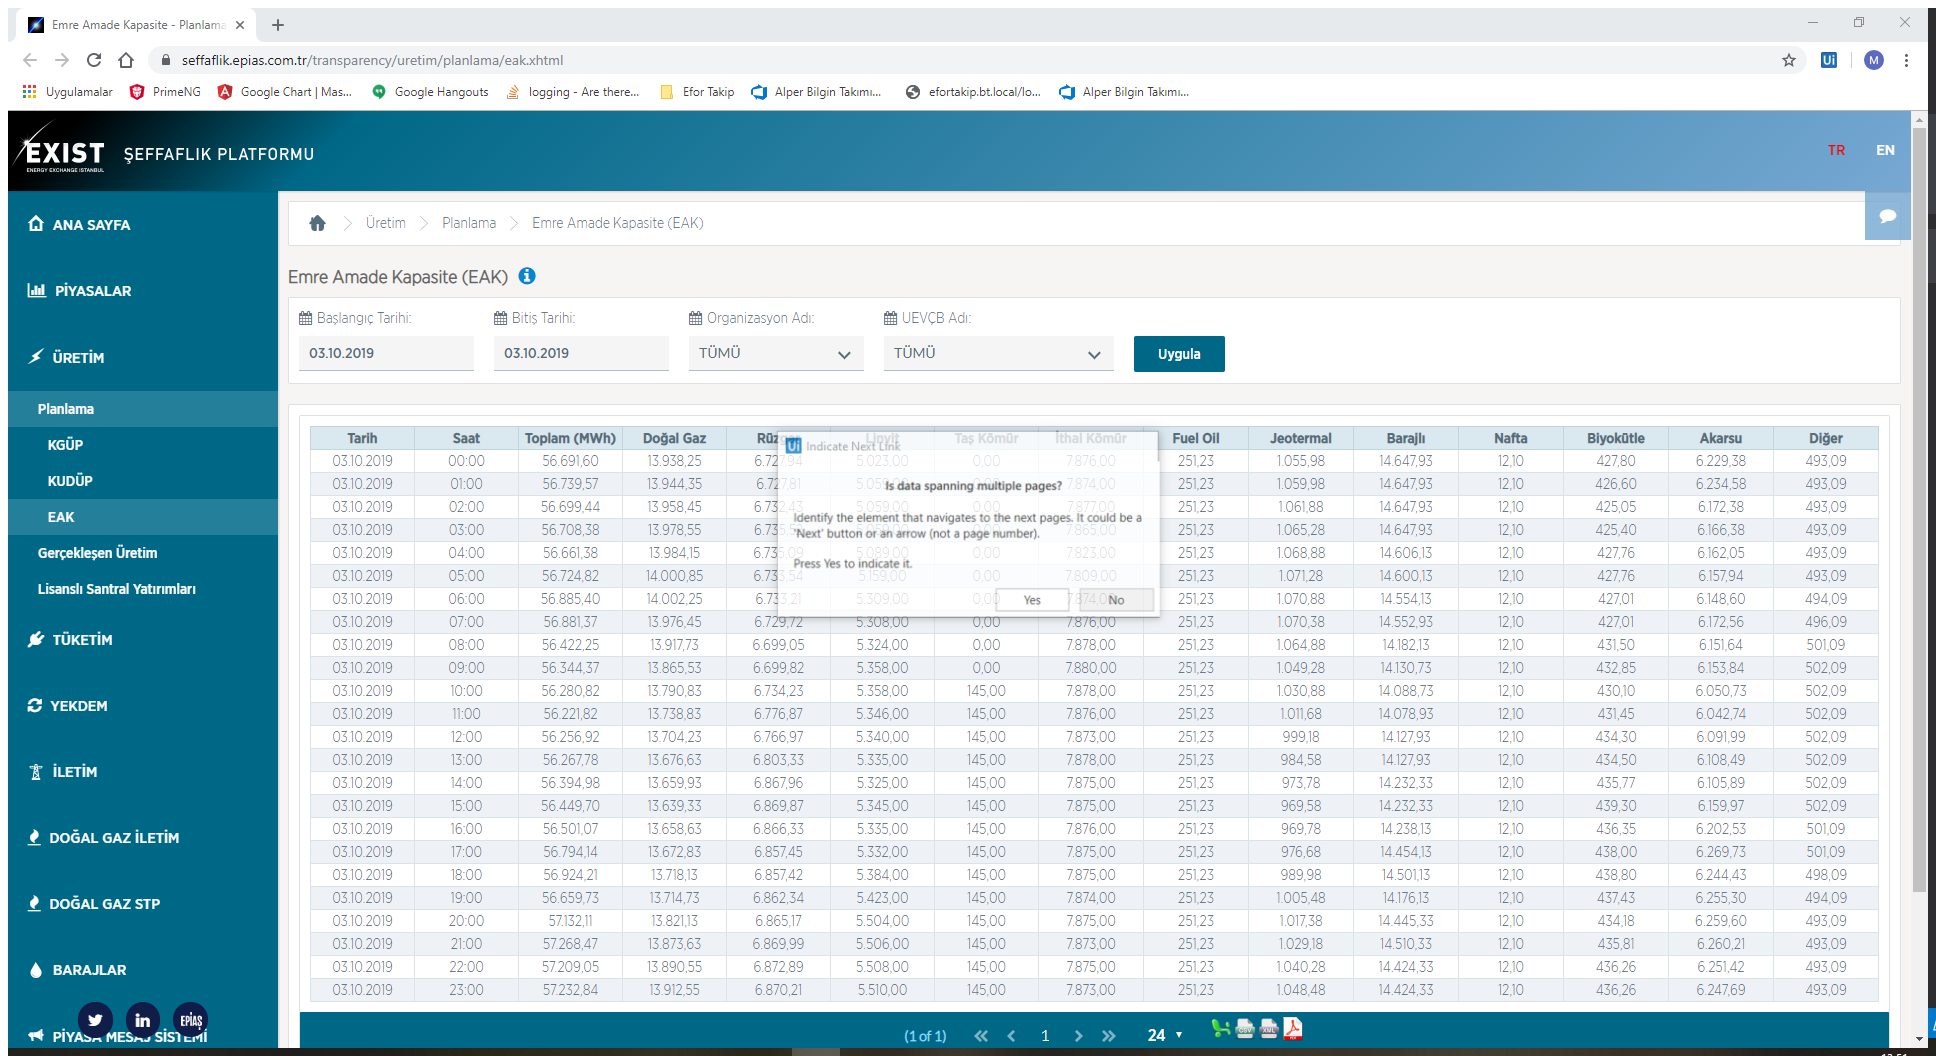 Emre Amade Kapasite - Planlama
seffaflik.epias.com.tr/transparency/uretim/planlama/eak.xhtml
Ui
M
Uygulamalar PrimeNG Google Chart | Mas... Google Hangouts logging - Are there... Efor Takip Alper Bilgin Takımı... efortakip.bt.local/lo... Alper Bilgin Takımı...
EXIST ŞEFFAFLIK PLATFORMU TR EN
ENERGY EXCHANGE ISTANBUL
ANA SAYFA
PİYASALAR
ÜRETİM
Planlama
KGÜP
KUDÜP
EAK
Gerçekleşen Üretim
Lisanslı Santral Yatırımları
TÜKETİM
YEKDEM
İLETİM
DOĞAL GAZ İLETİM
DOĞAL GAZ STP
BARAJLAR
in EPİAŞ
PİYASA MESAJ SİSTEMİ
Üretim Planlama Emre Amade Kapasite (EAK)
Emre Amade Kapasite (EAK)
Başlangıç Tarihi: Bitiş Tarihi: Organizasyon Adı: UEVÇB Adı:
03.10.2019 03.10.2019 TÜMÜ TÜMÜ Uygula
Tarih Saat Toplam (MWh) Doğal Gaz Linyit Taş Kömür İthal Kömür Fuel Oil Jeotermal Barajlı Nafta Biyokütle Akarsu Diğer
03.10.2019 00:00 56.691,60 13.938,25 6.727,94 5.023,00 0,00 7.876,00 251,23 1.055,98 14.647,93 12,10 427,80 6.229,38 493,09
03.10.2019 01:00 56.739,57 13.944,35 6.727,81 7.874,00 251,23 1.059,98 14.647,93 12,10 426,60 6.234,58 493,09
03.10.2019 02:00 56.699,44 13.958,45 6.732,43 5.059,00 0,00 7.877,00 251,23 1.061,88 14.647,93 12,10 425,05 6.172,38 493,09
03.10.2019 03:00 56.708,38 13.978,55 7.865,00 251,23 1.065,28 14.647,93 12,10 425,40 6.166,38 493,09
03.10.2019 04:00 56.661,38 13.984,15 6.735,09 5.089,00 0,00 7.823,00 251,23 1.068,88 14.606,13 12,10 427,76 6.162,05 493,09
03.10.2019 05:00 56.724,82 14.000,85 6.733,54 5.159,00 0,00 7.809,00 251,23 1.071,28 14.600,13 12,10 427,76 6.157,94 493,09
03.10.2019 06:00 56.885,40 14.002,25 6.733,21 5.309,00 0,00 7.874,00 251,23 1.070,88 14.554,13 12,10 427,01 6.148,60 494,09
03.10.2019 07:00 56.881,37 13.976,45 6.729,72 5.308,00 0,00 7.876,00 251,23 1.070,38 14.552,93 12,10 427,01 6.172,56 496,09
03.10.2019 08:00 56.422,25 13.917,73 6.699,05 5.324,00 0,00 7.878,00 251,23 1.064,88 14.182,13 12,10 431,50 6.151,64 501,09
03.10.2019 09:00 56.344,37 13.865,53 6.699,82 5.358,00 0,00 7.880,00 251,23 1.049,28 14.130,73 12,10 432,85 6.153,84 502,09
03.10.2019 10:00 56.280,82 13.790,83 6.734,23 5.358,00 145,00 7.878,00 251,23 1.030,88 14.088,73 12,10 430,10 6.050,73 502,09
03.10.2019 11:00 56.221,82 13.738,83 6.776,87 5.346,00 145,00 7.876,00 251,23 1.011,68 14.078,93 12,10 431,45 6.042,74 502,09
03.10.2019 12:00 56.256,92 13.704,23 6.766,97 5.340,00 145,00 7.873,00 251,23 999,18 14.127,93 12,10 434,30 6.091,99 502,09
03.10.2019 13:00 56.267,78 13.676,63 6.803,33 5.335,00 145,00 7.878,00 251,23 984,58 14.127,93 12,10 434,50 6.108,49 502,09
03.10.2019 14:00 56.394,98 13.659,93 6.867,96 5.325,00 145,00 7.875,00 251,23 973,78 14.232,33 12,10 435,77 6.105,89 502,09
03.10.2019 15:00 56.449,70 13.639,33 6.869,87 5.345,00 145,00 7.875,00 251,23 969,58 14.232,33 12,10 439,30 6.159,97 502,09
03.10.2019 16:00 56.501,07 13.658,63 6.866,33 5.335,00 145,00 7.876,00 251,23 969,78 14.238,13 12,10 436,35 6.202,53 501,09
03.10.2019 17:00 56.794,14 13.672,83 6.857,45 5.332,00 145,00 7.875,00 251,23 976,68 14.454,13 12,10 438,00 6.269,73 501,09
03.10.2019 18:00 56.924,21 13.718,13 6.857,42 5.384,00 145,00 7.875,00 251,23 989,98 14.501,13 12,10 438,80 6.244,43 498,09
03.10.2019 19:00 56.659,73 13.714,73 6.862,34 5.423,00 145,00 7.874,00 251,23 1.005,48 14.176,13 12,10 437,43 6.255,30 494,09
03.10.2019 20:00 57.132,11 13.821,13 6.865,17 5.504,00 145,00 7.875,00 251,23 1.017,38 14.445,33 12,10 434,18 6.259,60 493,09
03.10.2019 21:00 57.268,47 13.873,63 6.869,99 5.506,00 145,00 7.873,00 251,23 1.029,18 14.510,33 12,10 435,81 6.260,21 493,09
03.10.2019 22:00 57.209,05 13.890,55 6.872,89 5.508,00 145,00 7.875,00 251,23 1.040,28 14.424,33 12,10 436,26 6.251,42 493,09
03.10.2019 23:00 57.232,84 13.912,55 6.870,21 5.510,00 145,00 7.873,00 251,23 1.048,48 14.424,33 12,10 436,26 6.247,69 493,09
(1 of 1) 1 24
Ui Indicate Next Link
Is data spanning multiple pages?
Identify the element that navigates to the next pages. It could be a
'Next' button or an arrow (not a page number).
Press Yes to indicate it.
Yes No